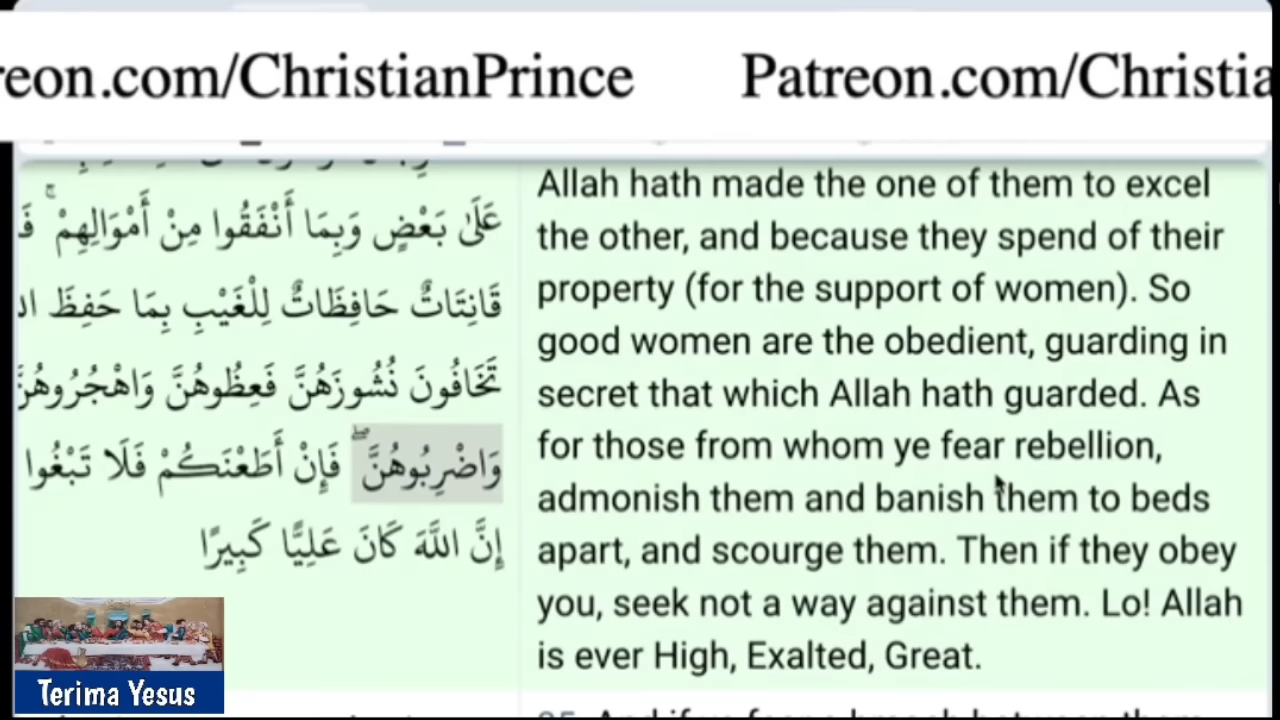 reon.com/ChristianPrince Patreon.com/Christia
عَلَىٰ بَعْضٍ وَبِمَا أَنْفَقُوا مِنْ أَمْوَالِهِمْ ۚ
قَانِتَاتٌ حَافِظَاتٌ لِلْغَيْبِ بِمَا حَفِظَ
تَخَافُونَ نُشُوزَهُنَّ فَعِظُوهُنَّ وَاهْجُرُوهُنَّ
وَاضْرِبُوهُنَّ ۖ فَإِنْ أَطَعْنَكُمْ فَلَا تَبْغُوا
إِنَّ اللَّهَ كَانَ عَلِيًّا كَبِيرًا
Allah hath made the one of them to excel
the other, and because they spend of their
property (for the support of women). So
good women are the obedient, guarding in
secret that which Allah hath guarded. As
for those from whom ye fear rebellion,
admonish them and banish them to beds
apart, and scourge them. Then if they obey
you, seek not a way against them. Lo! Allah
is ever High, Exalted, Great.
Terima Yesus